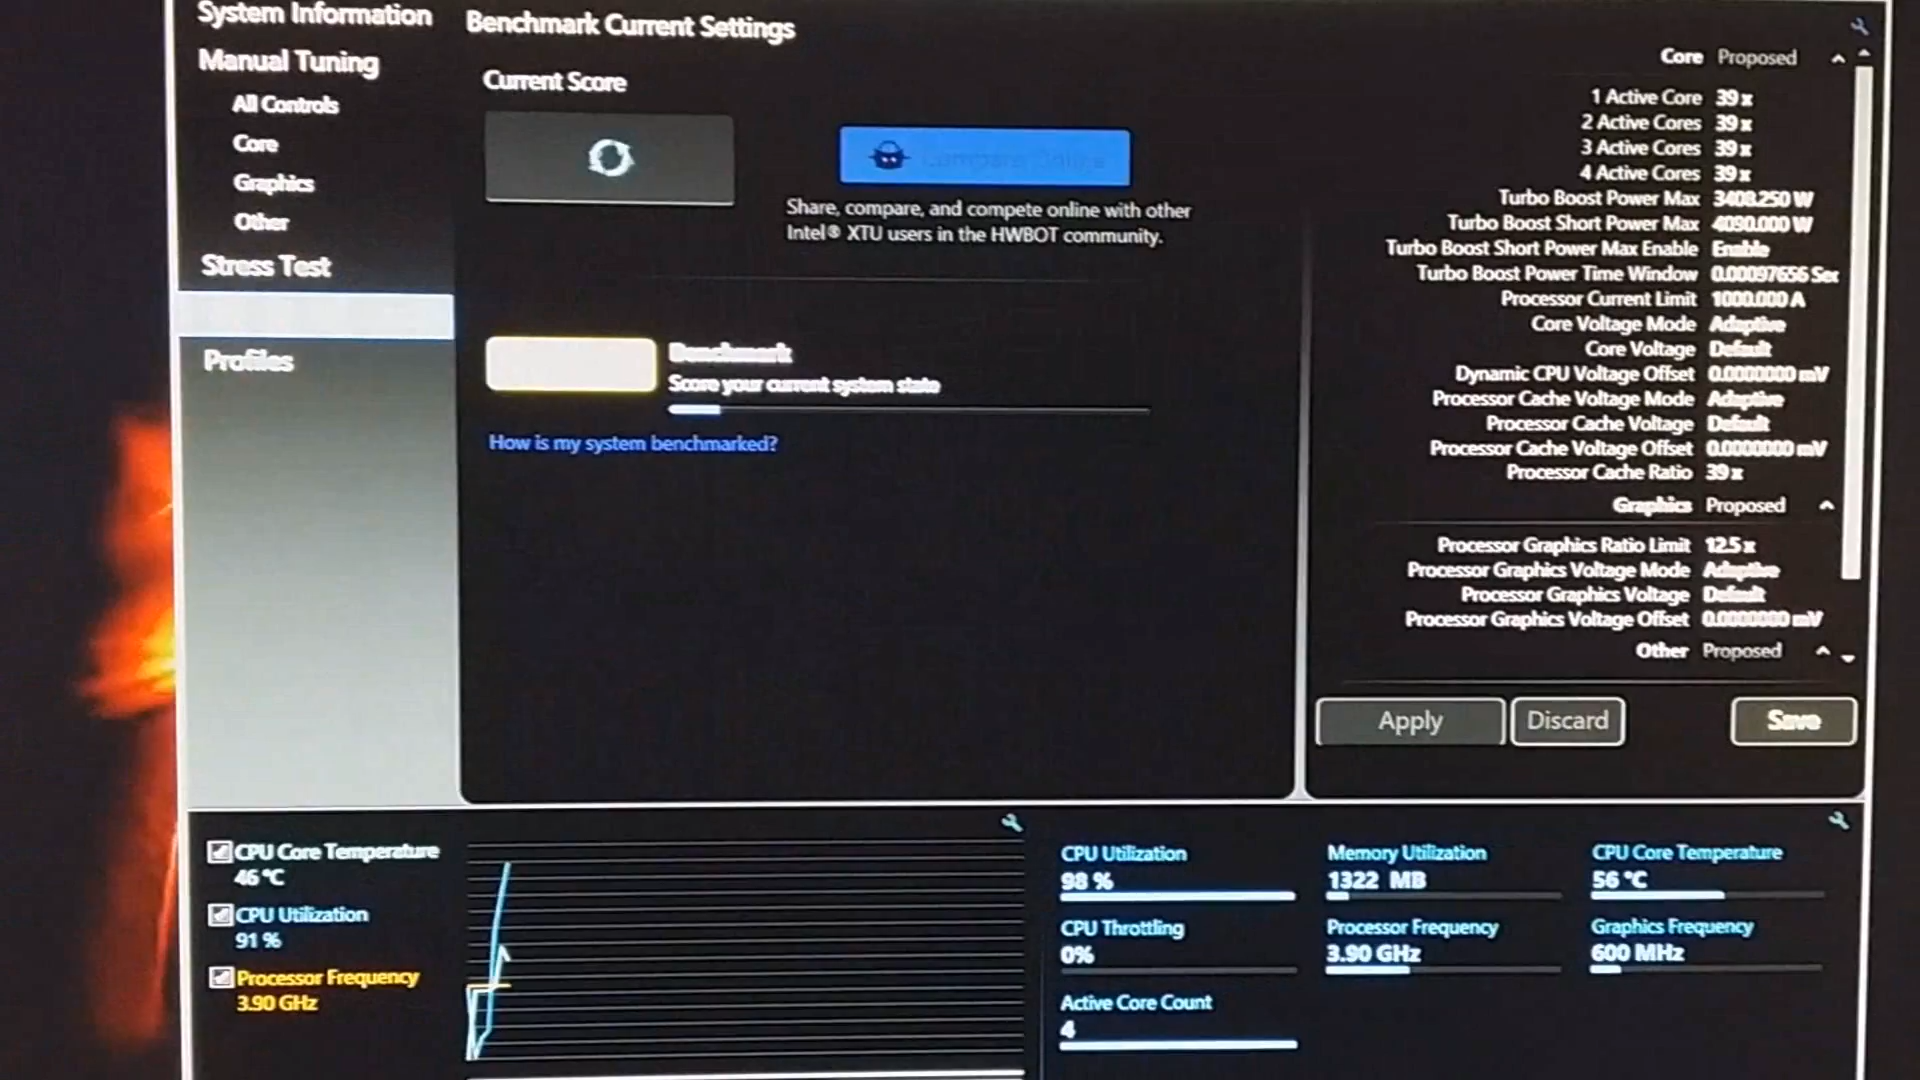 System Information
Manual Tuning
All Controls
Core
Graphics
Other
Stress Test
Profiles
Benchmark Current Settings
Current Score
Compare Online
Share, compare, and compete online with other
Intel® XTU users in the HWBOT community.
Benchmark
Score your current system state
How is my system benchmarked?
Core Proposed
1 Active Core 39 x
2 Active Cores 39 x
3 Active Cores 39 x
4 Active Cores 39 x
Turbo Boost Power Max 3408.250 W
Turbo Boost Short Power Max 4090.000 W
Turbo Boost Short Power Max Enable Enable
Turbo Boost Power Time Window 0.00097656 Sec
Processor Current Limit 1000.000 A
Core Voltage Mode Adaptive
Core Voltage Default
Dynamic CPU Voltage Offset 0.0000000 mV
Processor Cache Voltage Mode Adaptive
Processor Cache Voltage Default
Processor Cache Voltage Offset 0.0000000 mV
Processor Cache Ratio 39 x
Graphics Proposed
Processor Graphics Ratio Limit 12.5 x
Processor Graphics Voltage Mode Adaptive
Processor Graphics Voltage Default
Processor Graphics Voltage Offset 0.0000000 mV
Other Proposed
Apply Discard Save
CPU Core Temperature
46 °C
CPU Utilization
91 %
Processor Frequency
3.90 GHz
CPU Utilization
98 %
Memory Utilization
1322 MB
CPU Core Temperature
56 °C
CPU Throttling
0%
Processor Frequency
3.90 GHz
Graphics Frequency
600 MHz
Active Core Count
4